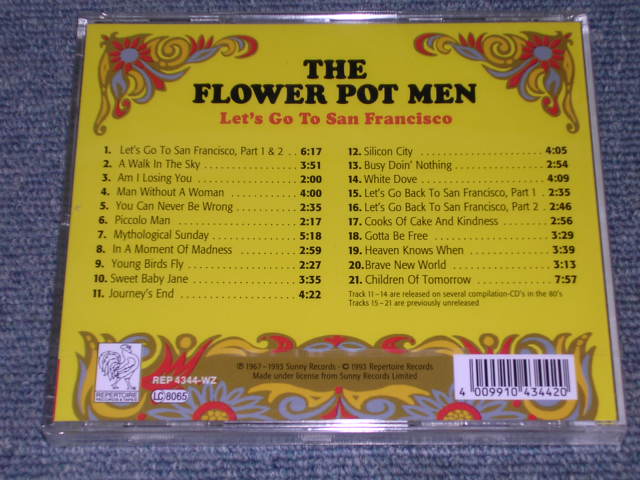 THE
FLOWER POT MEN
Let's Go To San Francisco
1. Let's Go To San Francisco, Part 1 & 2 .. 6:17
2. A Walk In The Sky ............ 3:51
3. Am I Losing You ............ 2:00
4. Man Without A Woman ........ 4:00
5. You Can Never Be Wrong ....... 2:35
6. Piccolo Man ............ 2:17
7. Mythological Sunday ............ 5:18
8. In A Moment Of Madness ........ 2:59
9. Young Birds Fly ............ 2:27
10. Sweet Baby Jane ............ 3:35
11. Journey's End ............ 4:22
12. Silicon City ............ 4:05
13. Busy Doin' Nothing ............ 2:54
14. White Dove ............ 4:09
15. Let's Go Back To San Francisco, Part 1 . 2:35
16. Let's Go Back To San Francisco, Part 2 . 2:46
17. Cooks Of Cake And Kindness ....... 2:56
18. Gotta Be Free ............ 3:29
19. Heaven Knows When ............ 3:39
20. Brave New World ............ 3:13
21. Children Of Tomorrow ............ 7:57
Track 11-14 are released on several compilation-CD's in the 80's
Tracks 15-21 are previously unreleased
REPERTOIRE
RECORDS & TAPES
REP 4344-WZ
LC 8065
℗ 1967-1993 Sunny Records · © 1993 Repertoire Records
Made under license from Sunny Records Limited
4 009910 434420